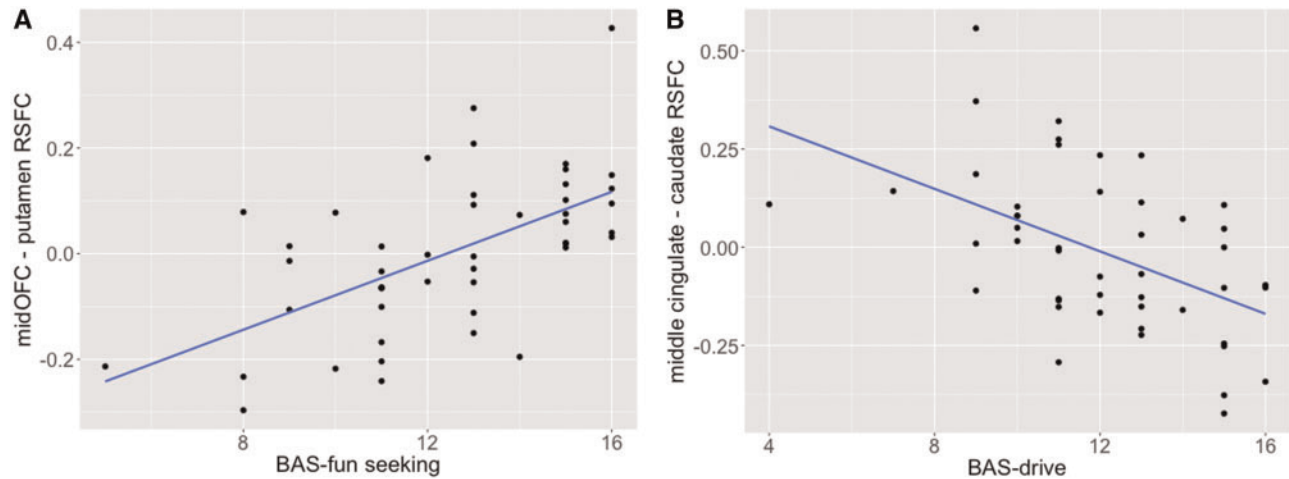 A
midOFC - putamen RSFC
0.4
0.2
0.0
-0.2
8
12
16
BAS-fun seeking
B
middle cingulate - caudate RSFC
0.50
0.25
0.00
-0.25
4
8
12
16
BAS-drive